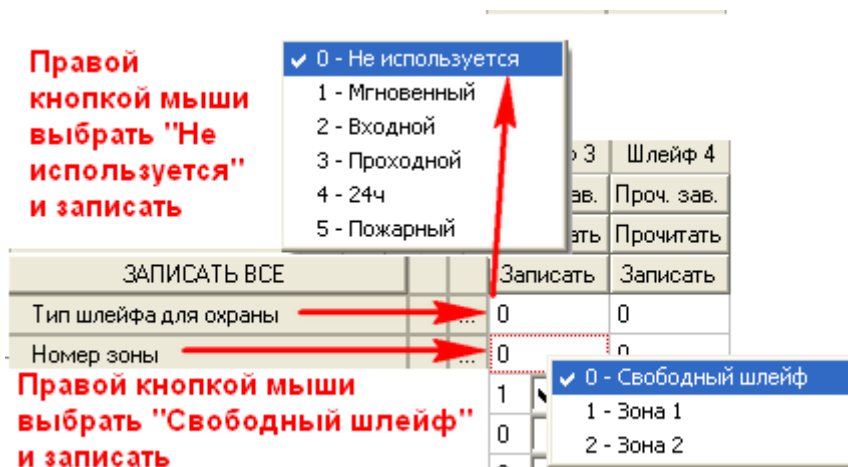 Правой
кнопкой мыши
выбрать "Не
используется"
и записать
✓ 0 - Не используется
1 - Мгновенный
2 - Входной
3 - Проходной
4 - 24ч
5 - Пожарный
3 Шлейф 4
ав. Проч. зав.
ать Прочитать
ЗАПИСАТЬ ВСЕ Записать Записать
Тип шлейфа для охраны ... 0 0
Номер зоны ... 0 0
Правой кнопкой мыши
выбрать "Свободный шлейф"
и записать
1
0
✓ 0 - Свободный шлейф
1 - Зона 1
2 - Зона 2